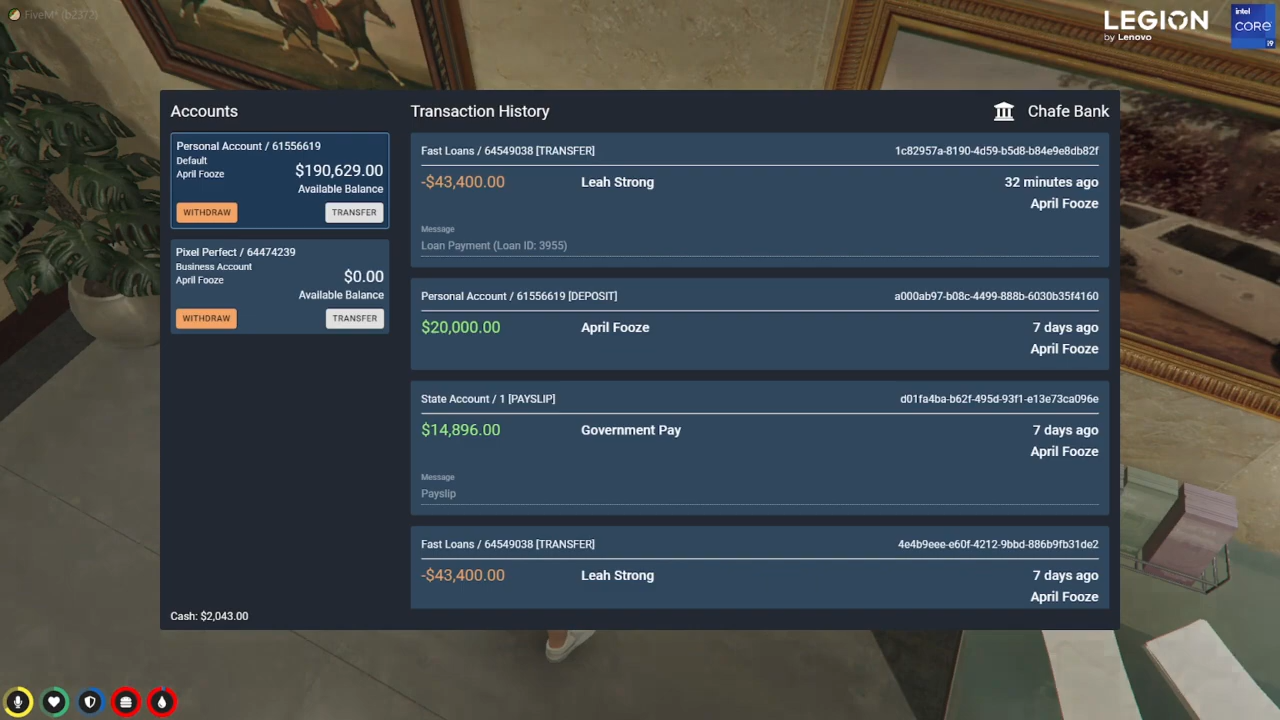 FiveM® (b2372)
LEGION
by Lenovo
intel
CORE
i9
Accounts
Personal Account / 61556619
Default
April Fooze
$190,629.00
Available Balance
WITHDRAW
TRANSFER
Pixel Perfect / 64474239
Business Account
April Fooze
$0.00
Available Balance
WITHDRAW
TRANSFER
Cash: $2,043.00
Transaction History
Chafe Bank
Fast Loans / 64549038 [TRANSFER]
1c82957a-8190-4d59-b5d8-b84e9e8db82f
-$43,400.00
Leah Strong
32 minutes ago
April Fooze
Message
Loan Payment (Loan ID: 3955)
Personal Account / 61556619 [DEPOSIT]
a000ab97-b08c-4499-888b-6030b35f4160
$20,000.00
April Fooze
7 days ago
April Fooze
State Account / 1 [PAYSLIP]
d01fa4ba-b62f-495d-93f1-e13e73ca096e
$14,896.00
Government Pay
7 days ago
April Fooze
Message
Payslip
Fast Loans / 64549038 [TRANSFER]
4e4b9eee-e60f-4212-9bbd-886b9fb31de2
-$43,400.00
Leah Strong
7 days ago
April Fooze